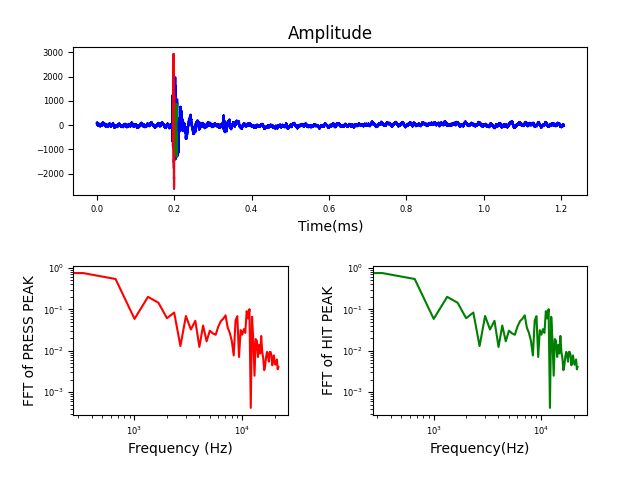 Amplitude
3000
2000
1000
0
−1000
−2000
0.0 0.2 0.4 0.6 0.8 1.0 1.2
Time(ms)
FFT of PRESS PEAK
10⁰
10⁻¹
10⁻²
10⁻³
10³ 10⁴
Frequency (Hz)
FFT of HIT PEAK
10⁰
10⁻¹
10⁻²
10⁻³
10³ 10⁴
Frequency(Hz)